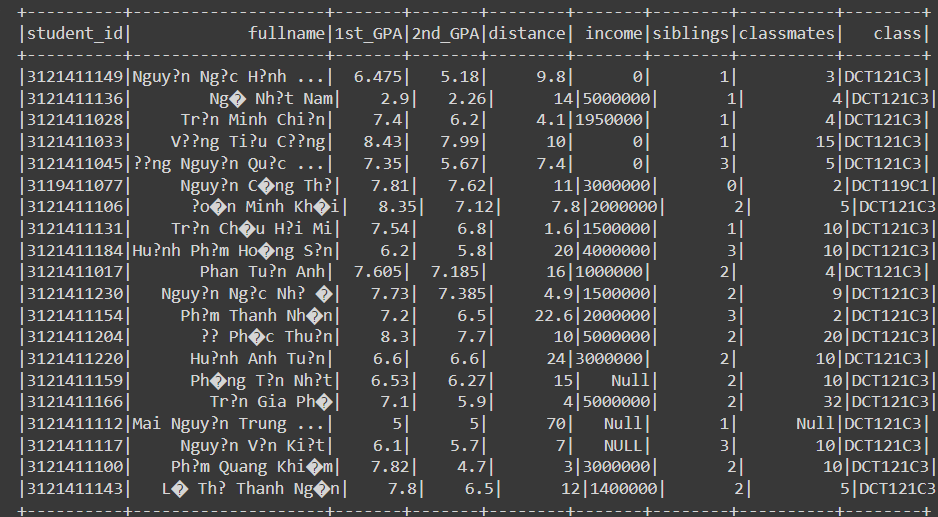 +----------+--------------------+-------+-------+--------+-------+--------+----------+--------+
|student_id|            fullname|1st_GPA|2nd_GPA|distance| income|siblings|classmates|   class|
+----------+--------------------+-------+-------+--------+-------+--------+----------+--------+
|3121411149|Nguy?n Ng?c H?nh ...|  6.475|   5.18|     9.8|      0|       1|         3|DCT121C3|
|3121411136|         Ng� Nh?t Nam|    2.9|   2.26|      14|5000000|       1|         4|DCT121C3|
|3121411028|      Tr?n Minh Chi?n|    7.4|    6.2|     4.1|1950000|       1|         4|DCT121C3|
|3121411033|     V??ng Ti?u C??ng|   8.43|   7.99|      10|      0|       1|        15|DCT121C3|
|3121411045|??ng Nguy?n Qu?c ...|   7.35|   5.67|     7.4|      0|       3|         5|DCT121C3|
|3119411077|      Nguy?n C�ng Th?|   7.81|   7.62|      11|3000000|       0|         2|DCT119C1|
|3121411106|       ?o�n Minh Kh�i|   8.35|   7.12|     7.8|2000000|       2|         5|DCT121C3
|3121411131|     Tr?n Ch�u H?i Mi|   7.54|    6.8|     1.6|1500000|       1|        10|DCT121C3|
|3121411184|Hu?nh Ph?m Ho�ng S?n|    6.2|    5.8|      20|4000000|       3|        10|DCT121C3|
|3121411017|        Phan Tu?n Anh|  7.605|  7.185|      16|1000000|       2|         4|DCT121C3|
|3121411230|    Nguy?n Ng?c Nh? �|   7.73|  7.385|     4.9|1500000|       2|         9|DCT121C3|
|3121411154|      Ph?m Thanh Nh�n|    7.2|    6.5|    22.6|2000000|       3|         2|DCT121C3|
|3121411204|        ?? Ph�c Thu?n|    8.3|    7.7|      10|5000000|       2|        20|DCT121C3|
|3121411220|       Hu?nh Anh Tu?n|    6.6|    6.6|      24|3000000|       2|        10|DCT121C3|
|3121411159|       Ph�ng T?n Nh?t|   6.53|   6.27|      15|   Null|       2|        10|DCT121C3|
|3121411166|         Tr?n Gia Ph�|    7.1|    5.9|       4|5000000|       2|        32|DCT121C3|
|3121411112|Mai Nguy?n Trung ...|      5|      5|      70|   Null|       1|      Null|DCT121C3|
|3121411117|      Nguy?n V?n Ki?t|    6.1|    5.7|       7|   NULL|       3|        10|DCT121C3|
|3121411100|     Ph?m Quang Khi�m|   7.82|    4.7|       3|3000000|       2|        10|DCT121C3|
|3121411143|    L� Th? Thanh Ng�n|    7.8|    6.5|      12|1400000|       2|         5|DCT121C3
+----------+--------------------+-------+-------+--------+-------+--------+----------+--------+